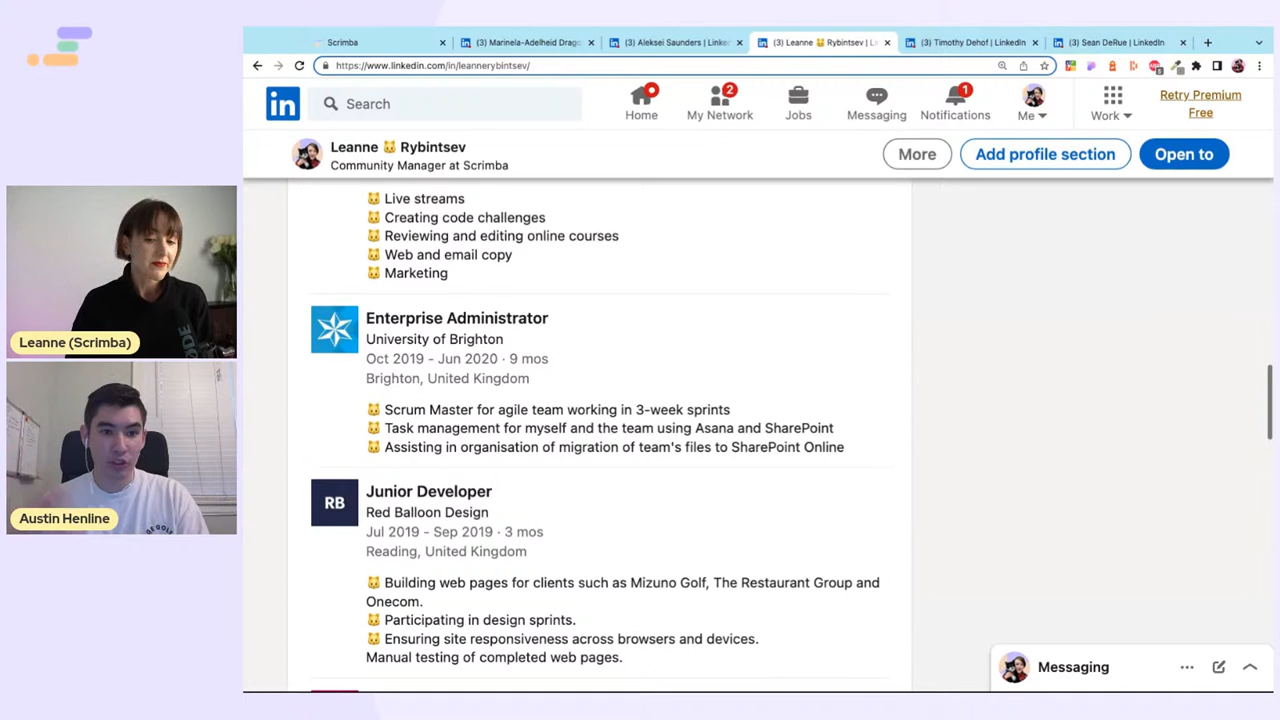 Scrimba
(3) Marinela-Adelheid Drago
(3) Aleksei Saunders | Linke
(3) Leanne 🐱 Rybintsev | L
(3) Timothy Dehof | LinkedIn
(3) Sean DeRue | LinkedIn
https://www.linkedin.com/in/leannerybintsev/
in
Search
Home
2
My Network
Jobs
Messaging
1
Notifications
Me
Work
Retry Premium
Free
Leanne 🐱 Rybintsev
Community Manager at Scrimba
More
Add profile section
Open to
🐱 Live streams
🐱 Creating code challenges
🐱 Reviewing and editing online courses
🐱 Web and email copy
🐱 Marketing
Enterprise Administrator
University of Brighton
Oct 2019 - Jun 2020 · 9 mos
Brighton, United Kingdom
🐱 Scrum Master for agile team working in 3-week sprints
🐱 Task management for myself and the team using Asana and SharePoint
🐱 Assisting in organisation of migration of team's files to SharePoint Online
RB
Junior Developer
Red Balloon Design
Jul 2019 - Sep 2019 · 3 mos
Reading, United Kingdom
🐱 Building web pages for clients such as Mizuno Golf, The Restaurant Group and
Onecom.
🐱 Participating in design sprints.
🐱 Ensuring site responsiveness across browsers and devices.
Manual testing of completed web pages.
Messaging
Leanne (Scrimba)
Austin Henline